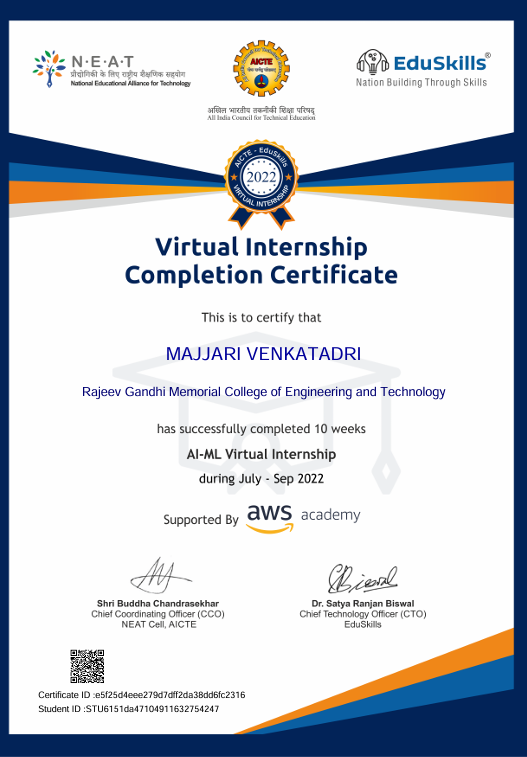 N·E·A·T
प्रौद्योगिकी के लिए राष्ट्रीय शैक्षणिक सहयोग
National Educational Alliance for Technology
AICTE
अखिल भारतीय तकनीकी शिक्षा परिषद्
All India Council for Technical Education
EduSkills®
Nation Building Through Skills
AICTE - EduSkills
2022
VIRTUAL INTERNSHIP
Virtual Internship
Completion Certificate
This is to certify that
MAJJARI VENKATADRI
Rajeev Gandhi Memorial College of Engineering and Technology
has successfully completed 10 weeks
AI-ML Virtual Internship
during July - Sep 2022
Supported By aws academy
Shri Buddha Chandrasekhar
Chief Coordinating Officer (CCO)
NEAT Cell, AICTE
Dr. Satya Ranjan Biswal
Chief Technology Officer (CTO)
EduSkills
Certificate ID :e5f25d4eee279d7dff2da38dd6fc2316
Student ID :STU6151da47104911632754247